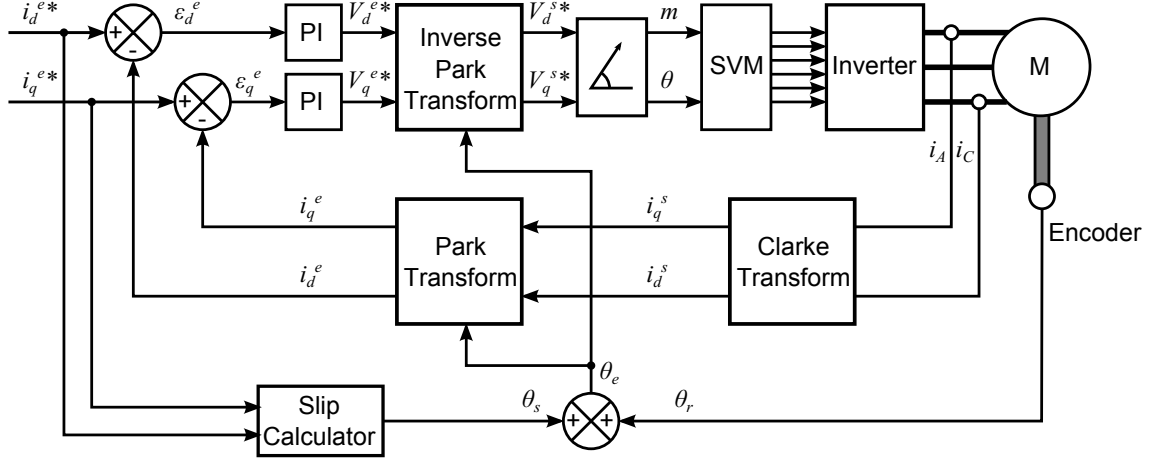 i_d^e* ε_d^e V_d^e* V_d^s* m
+ - PI Inverse Park Transform SVM Inverter M
i_q^e* ε_q^e V_q^e* V_q^s* θ
+ - PI
i_A i_C
i_q^e i_q^s
Encoder
Park Transform
Clarke Transform
i_d^e i_d^s
θ_e
Slip Calculator
θ_s + + θ_r